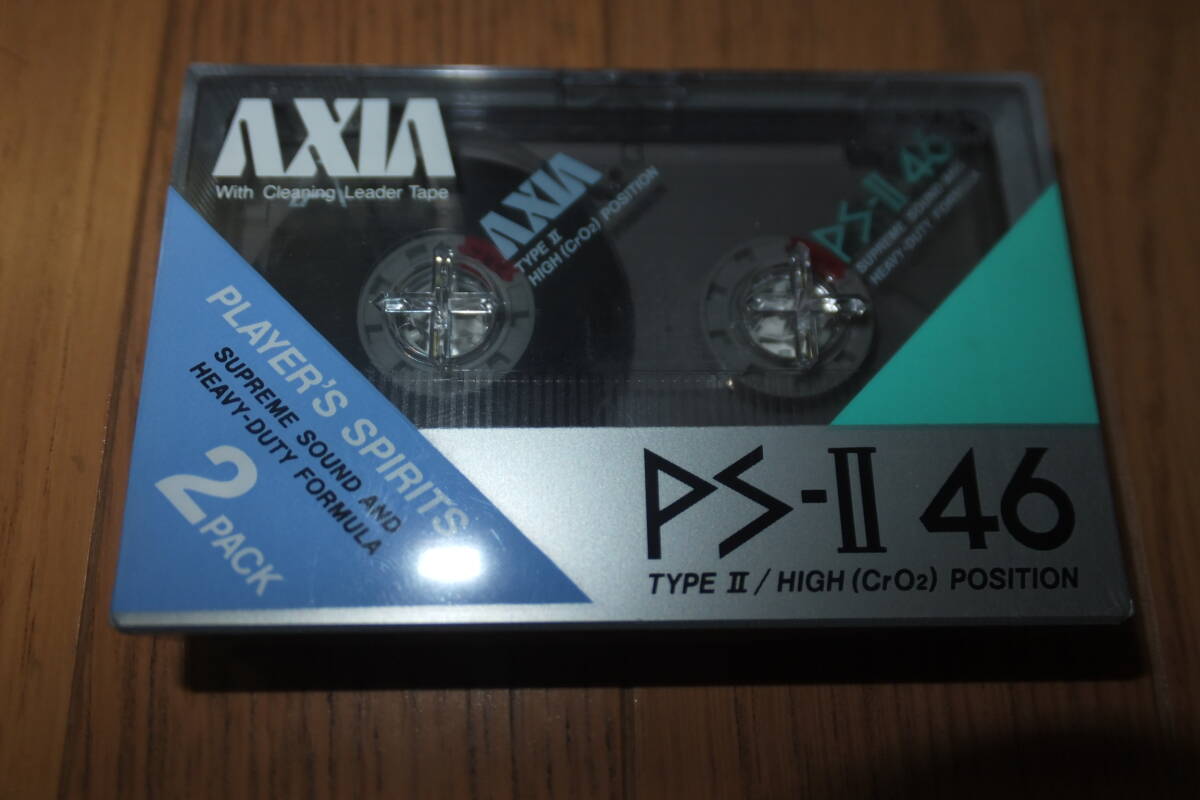 AXIA
With Cleaning Leader Tape
AXIA
TYPE II
HIGH (CrO2) POSITION
PS-II 46
SUPREME SOUND AND
HEAVY-DUTY FORMULA
PLAYER'S SPIRITS
SUPREME SOUND AND
HEAVY-DUTY FORMULA
2 PACK
PS-II 46
TYPE II / HIGH (CrO2) POSITION